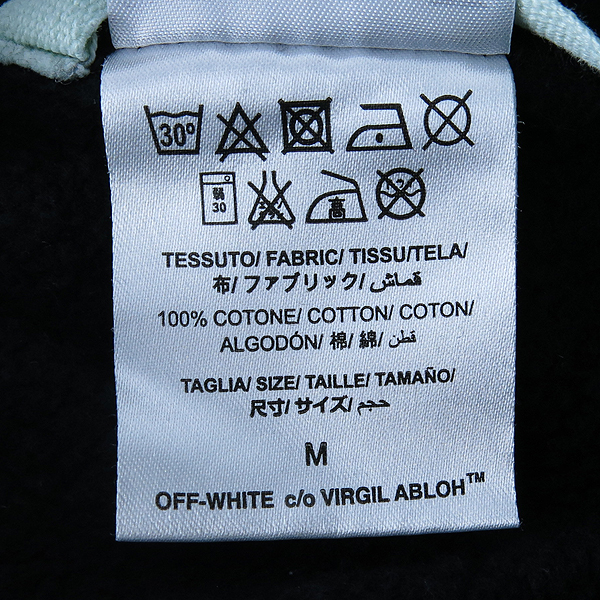 30°
弱
30
高
TESSUTO/ FABRIC/ TISSU/TELA/
布/ファブリック/ قماش/
100% COTONE/ COTTON/ COTON/
ALGODÓN/ 棉/ 綿/ قطن
TAGLIA/ SIZE/ TAILLE/ TAMAÑO/
尺寸/ サイズ/ حجم
M
OFF-WHITE c/o VIRGIL ABLOH™